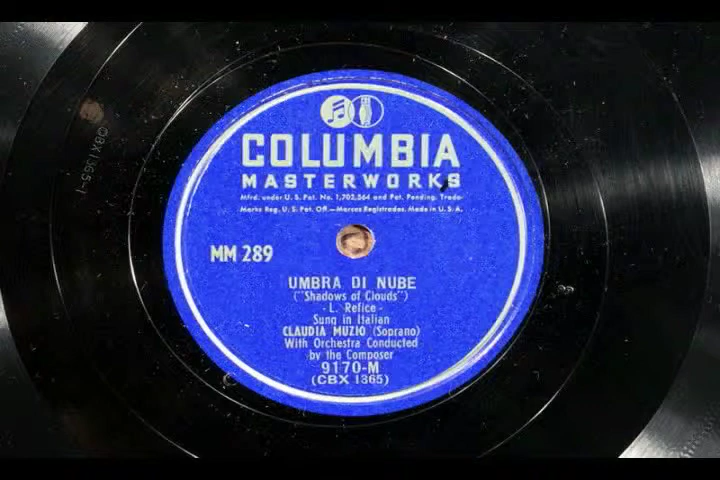 COLUMBIA
MASTERWORKS
Mfrd. under U. S. Pat. No. 1,702,564 and Pat. Pending. Trade-
Marks Reg. U. S. Pat. Off.—Marcas Registradas. Made in U. S. A.
MM 289
UMBRA DI NUBE
("Shadows of Clouds")
- L. Refice -
Sung in Italian
CLAUDIA MUZIO (Soprano)
With Orchestra Conducted
by the Composer
9170-M
(CBX 1365)
CBX1365-1